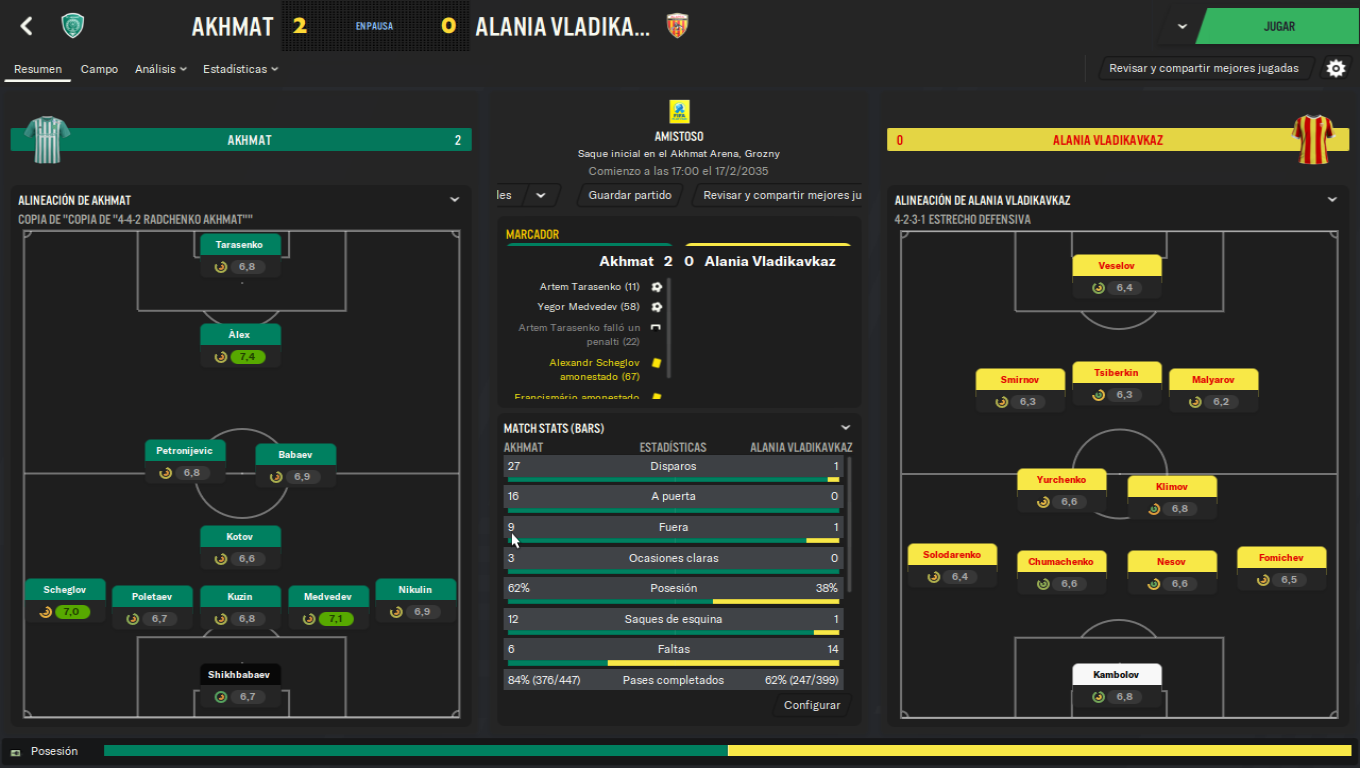 AKHMAT 2 EN PAUSA 0 ALANIA VLADIKA...
JUGAR
Resumen Campo Análisis Estadísticas
Revisar y compartir mejores jugadas
AKHMAT 2
FIFA
AMISTOSO
Saque inicial en el Akhmat Arena, Grozny
Comienzo a las 17:00 el 17/2/2035
les Guardar partido Revisar y compartir mejores ju
0 ALANIA VLADIKAVKAZ
ALINEACIÓN DE AKHMAT
COPIA DE "COPIA DE "4-4-2 RADCHENKO AKHMAT""
Tarasenko
6,8
Àlex
7,4
Petronijevic
6,8
Babaev
6,9
Kotov
6,6
Scheglov
7,0
Poletaev
6,7
Kuzin
6,8
Medvedev
7,1
Nikulin
6,9
Shikhbabaev
6,7
MARCADOR
Akhmat 2 0 Alania Vladikavkaz
Artem Tarasenko (11)
Yegor Medvedev (58)
Artem Tarasenko falló un
penalti (22)
Alexandr Scheglov
amonestado (67)
Francismário amonestado
MATCH STATS (BARS)
AKHMAT ESTADÍSTICAS ALANIA VLADIKAVKAZ
27 Disparos 1
16 A puerta 0
9 Fuera 1
3 Ocasiones claras 0
62% Posesión 38%
12 Saques de esquina 1
6 Faltas 14
84% (376/447) Pases completados 62% (247/399)
Configurar
ALINEACIÓN DE ALANIA VLADIKAVKAZ
4-2-3-1 ESTRECHO DEFENSIVA
Veselov
6,4
Smirnov
6,3
Tsiberkin
6,3
Malyarov
6,2
Yurchenko
6,6
Klimov
6,8
Solodarenko
6,4
Chumachenko
6,6
Nesov
6,6
Fomichev
6,5
Kambolov
6,8
Posesión